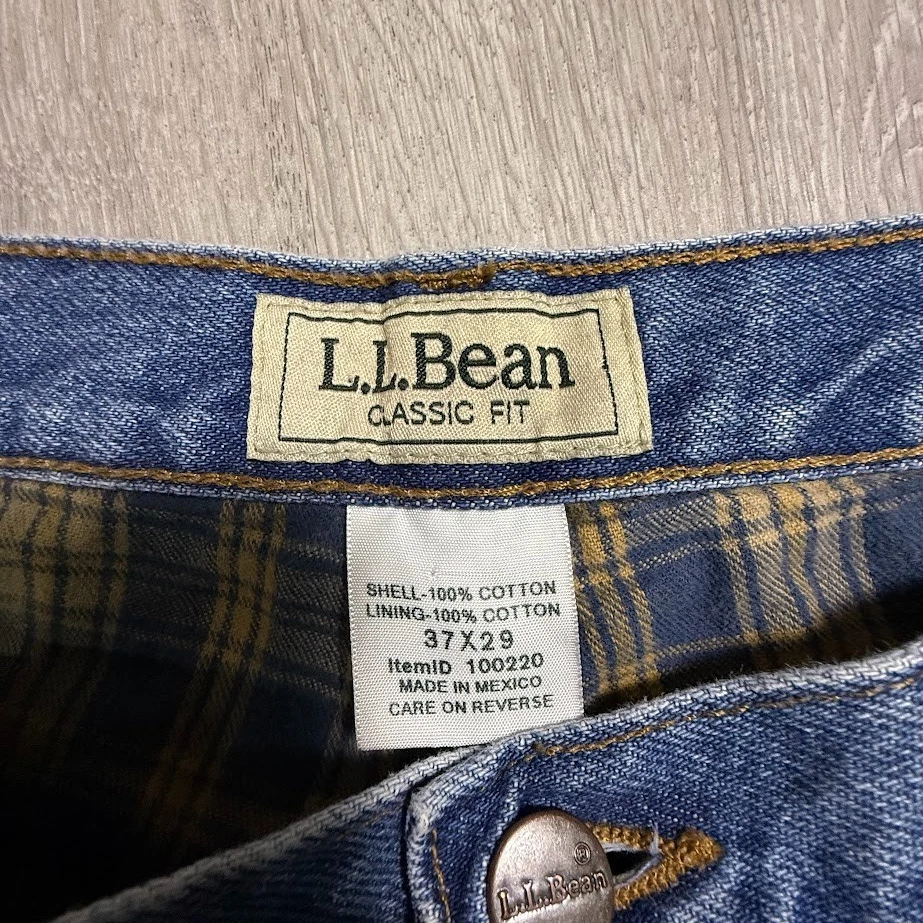 L.L.Bean
CLASSIC FIT
SHELL-100% COTTON
LINING-100% COTTON
37X29
ItemID 100220
MADE IN MEXICO
CARE ON REVERSE
L.L.Bean®